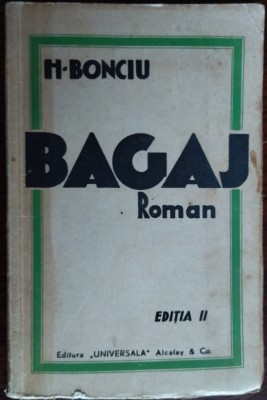 H·BONCIU
BAGAJ
Roman
EDIȚIA II
Editura „UNIVERSALA" Alcalay & Co.